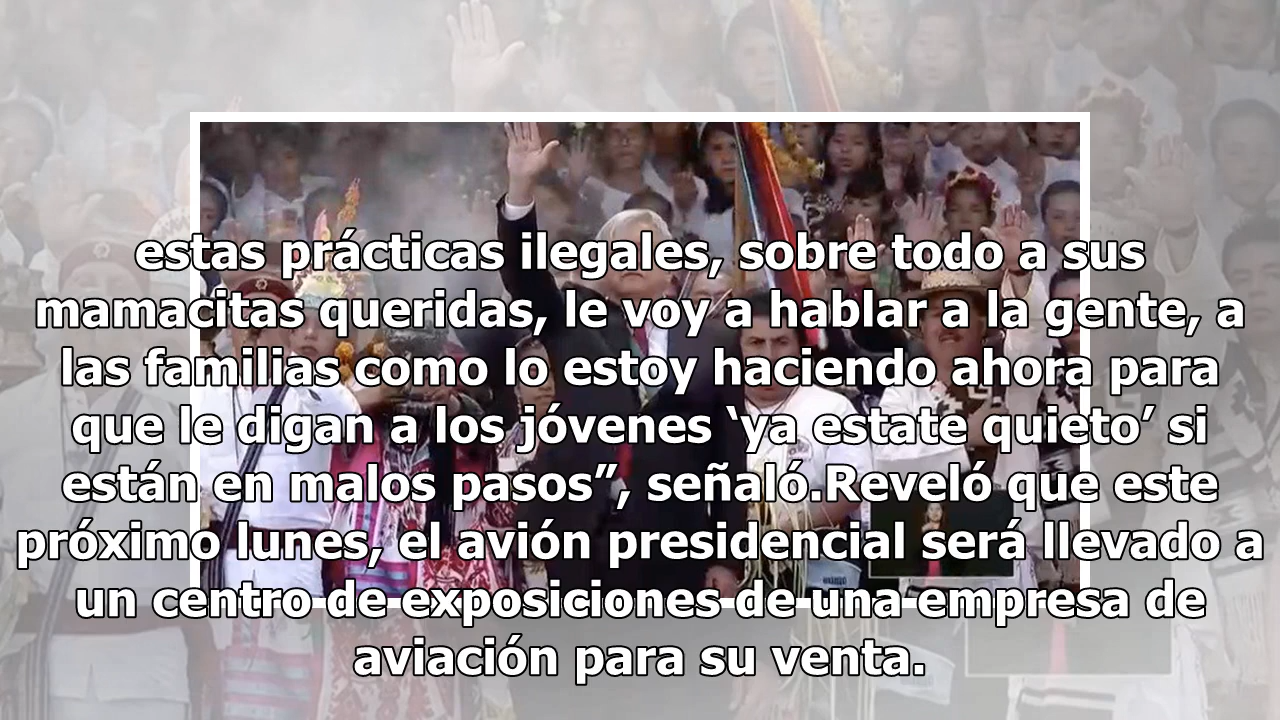 estas prácticas ilegales, sobre todo a sus
mamacitas queridas, le voy a hablar a la gente, a
las familias como lo estoy haciendo ahora para
que le digan a los jóvenes ‘ya estate quieto’ si
están en malos pasos”, señaló.Reveló que este
próximo lunes, el avión presidencial será llevado a
un centro de exposiciones de una empresa de
aviación para su venta.